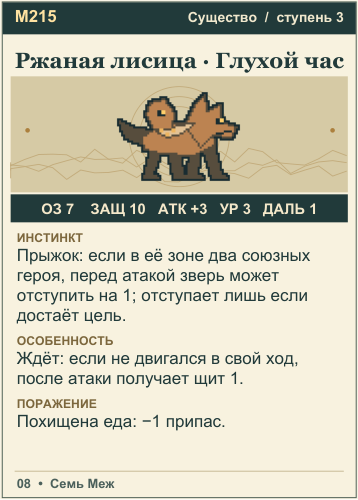 M215
Существо / ступень 3
Ржаная лисица · Глухой час
ОЗ 7 ЗАЩ 10 АТК +3 УР 3 ДАЛЬ 1
ИНСТИНКТ
Прыжок: если в её зоне два союзных
героя, перед атакой зверь может
отступить на 1; отступает лишь если
достаёт цель.
ОСОБЕННОСТЬ
Ждёт: если не двигался в свой ход,
после атаки получает щит 1.
ПОРАЖЕНИЕ
Похищена еда: −1 припас.
08 • Семь Меж